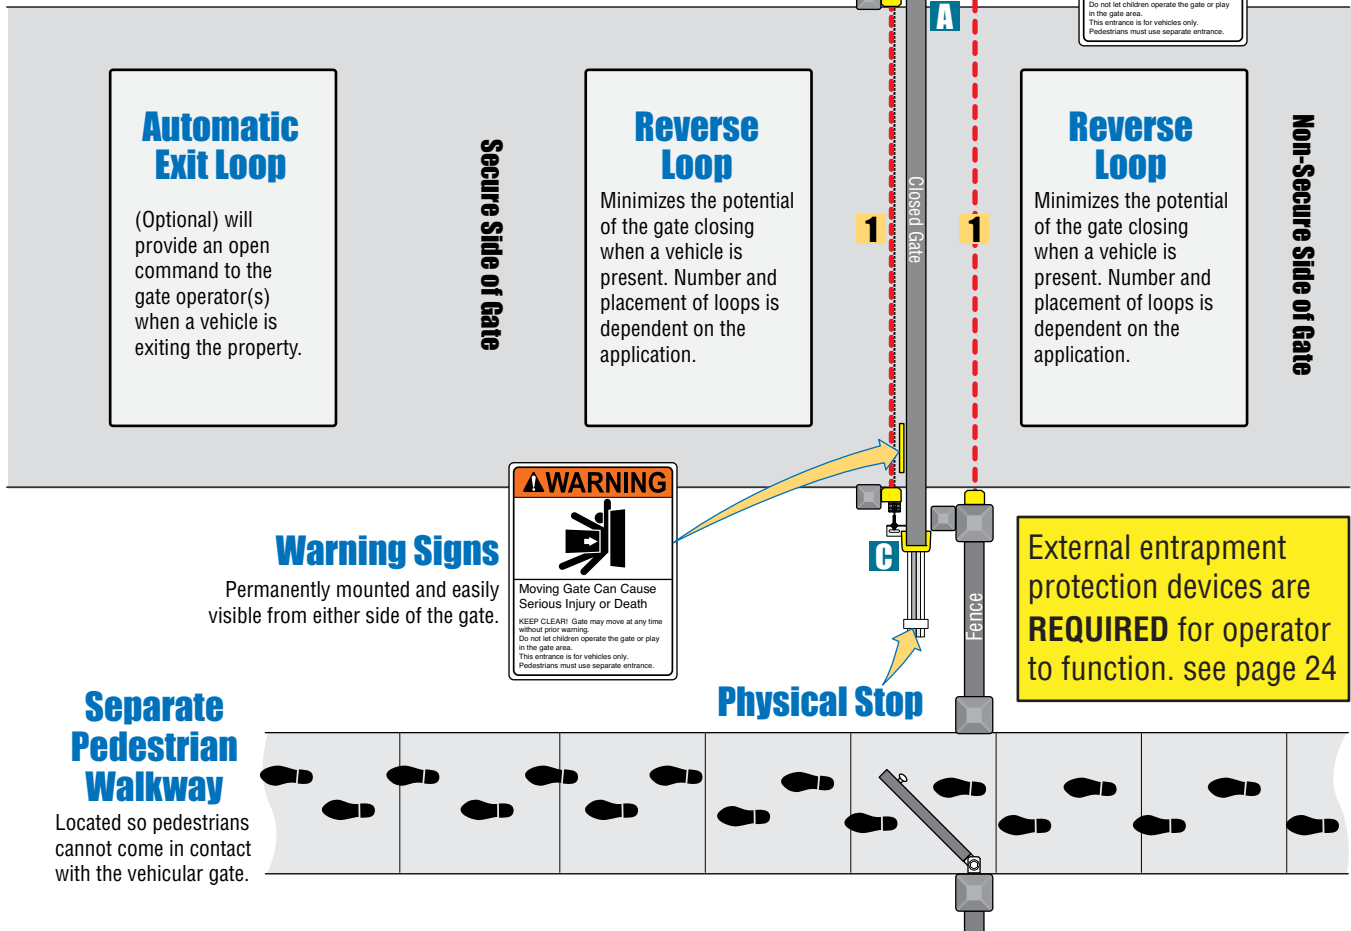 A
Do not let children operate the gate or play
in the gate area.
This entrance is for vehicles only.
Pedestrians must use separate entrance.
Automatic
Exit Loop
(Optional) will
provide an open
command to the
gate operator(s)
when a vehicle is
exiting the property.
Secure Side of Gate
Reverse
Loop
Minimizes the potential
of the gate closing
when a vehicle is
present. Number and
placement of loops is
dependent on the
application.
1
Closed Gate
1
Reverse
Loop
Minimizes the potential
of the gate closing
when a vehicle is
present. Number and
placement of loops is
dependent on the
application.
Non-Secure Side of Gate
Warning Signs
Permanently mounted and easily
visible from either side of the gate.
WARNING
Moving Gate Can Cause
Serious Injury or Death
KEEP CLEAR! Gate may move at any time
without prior warning.
Do not let children operate the gate or play
in the gate area.
This entrance is for vehicles only.
Pedestrians must use separate entrance.
C
Fence
External entrapment
protection devices are
REQUIRED for operator
to function. see page 24
Physical Stop
Separate
Pedestrian
Walkway
Located so pedestrians
cannot come in contact
with the vehicular gate.